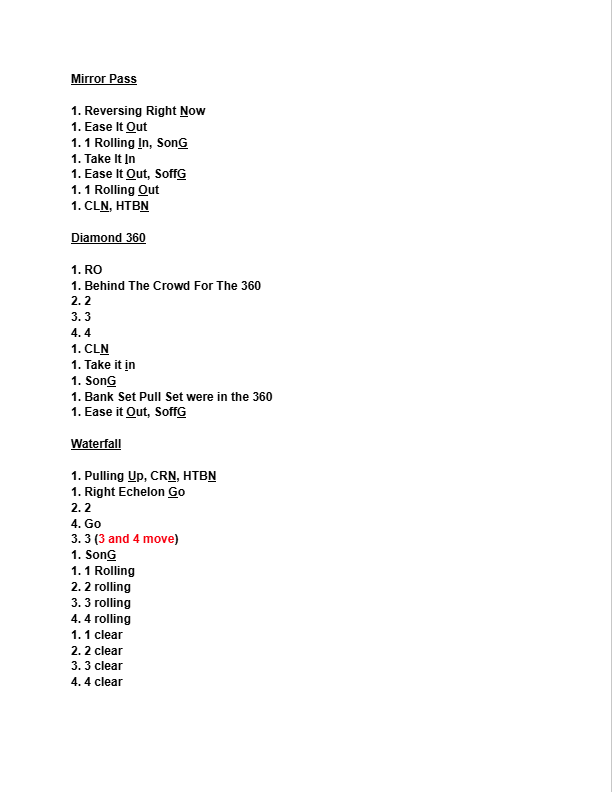 Mirror Pass
1. Reversing Right Now
1. Ease It Out
1. 1 Rolling In, SonG
1. Take It In
1. Ease It Out, SoffG
1. 1 Rolling Out
1. CLN, HTBN
Diamond 360
1. RO
1. Behind The Crowd For The 360
2. 2
3. 3
4. 4
1. CLN
1. Take it in
1. SonG
1. Bank Set Pull Set were in the 360
1. Ease it Out, SoffG
Waterfall
1. Pulling Up, CRN, HTBN
1. Right Echelon Go
2. 2
4. Go
3. 3 (3 and 4 move)
1. SonG
1. 1 Rolling
2. 2 rolling
3. 3 rolling
4. 4 rolling
1. 1 clear
2. 2 clear
3. 3 clear
4. 4 clear